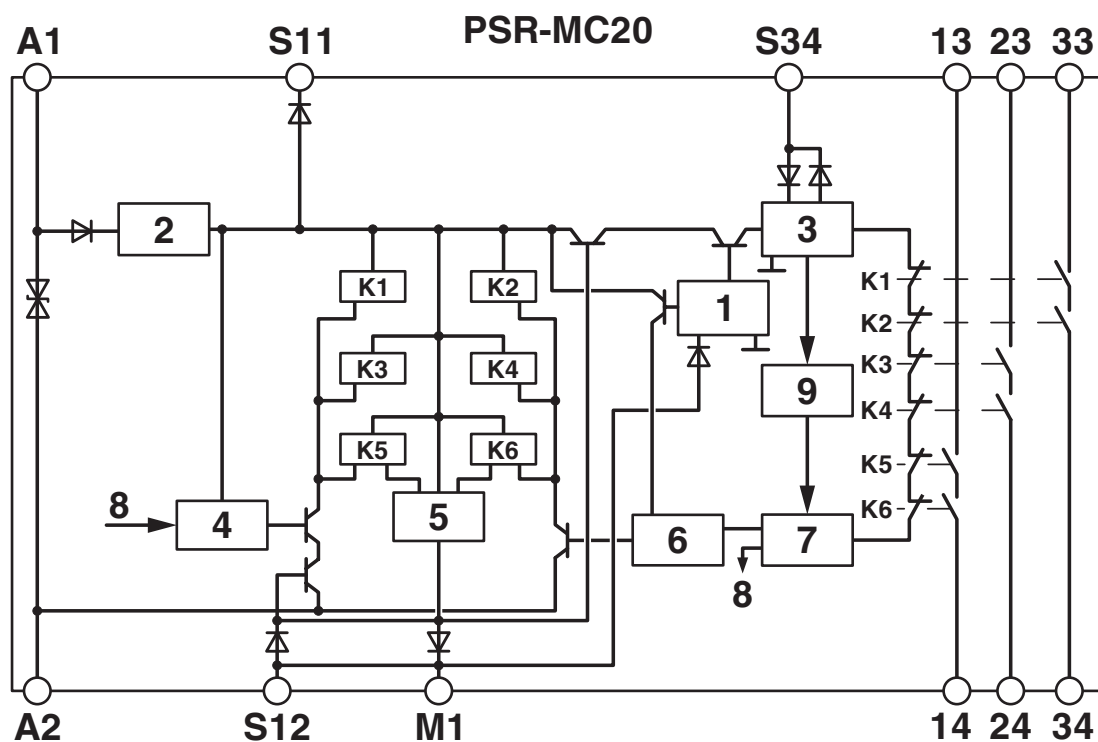 PSR-MC20
A1 S11 S34 13 23 33
2 3
K1 K2 1 K1
K2
K3 K4 9 K3
K4
K5 K6 K5
8 4 5 6 7 K6
8
A2 S12 M1 14 24 34